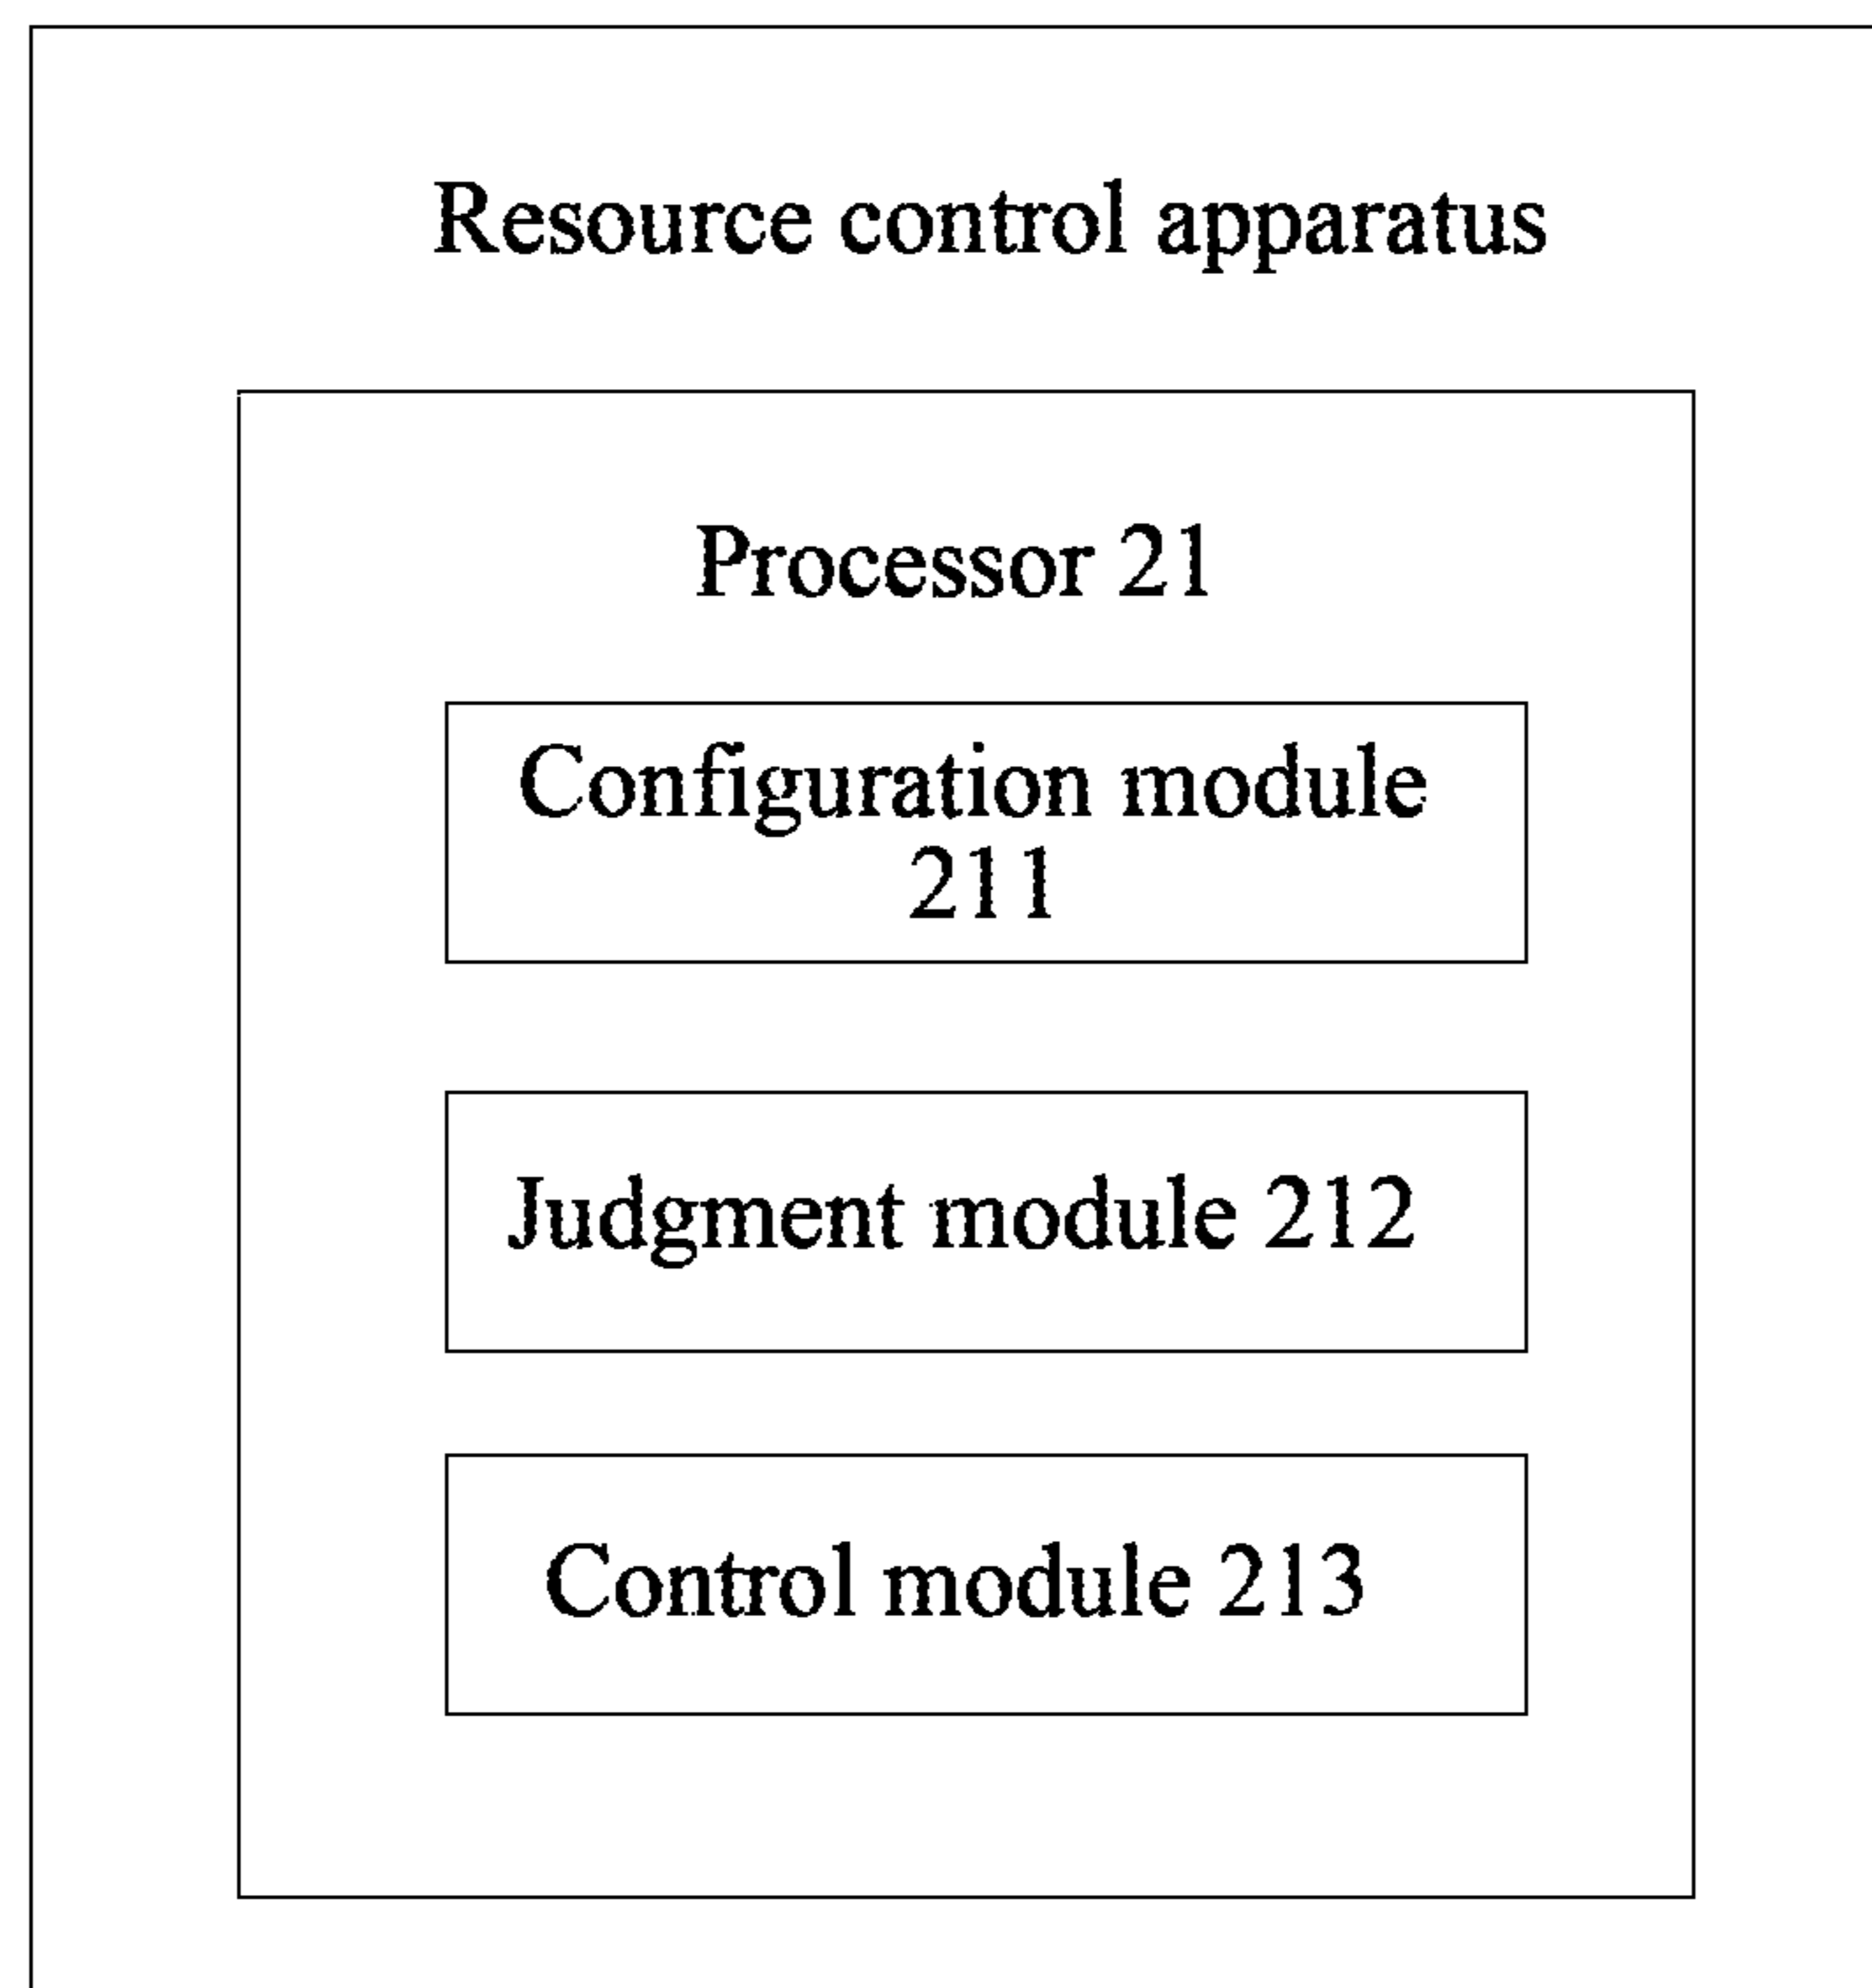 Resource control apparatus
Processor 21
Configuration module
211
Judgment module 212
Control module 213